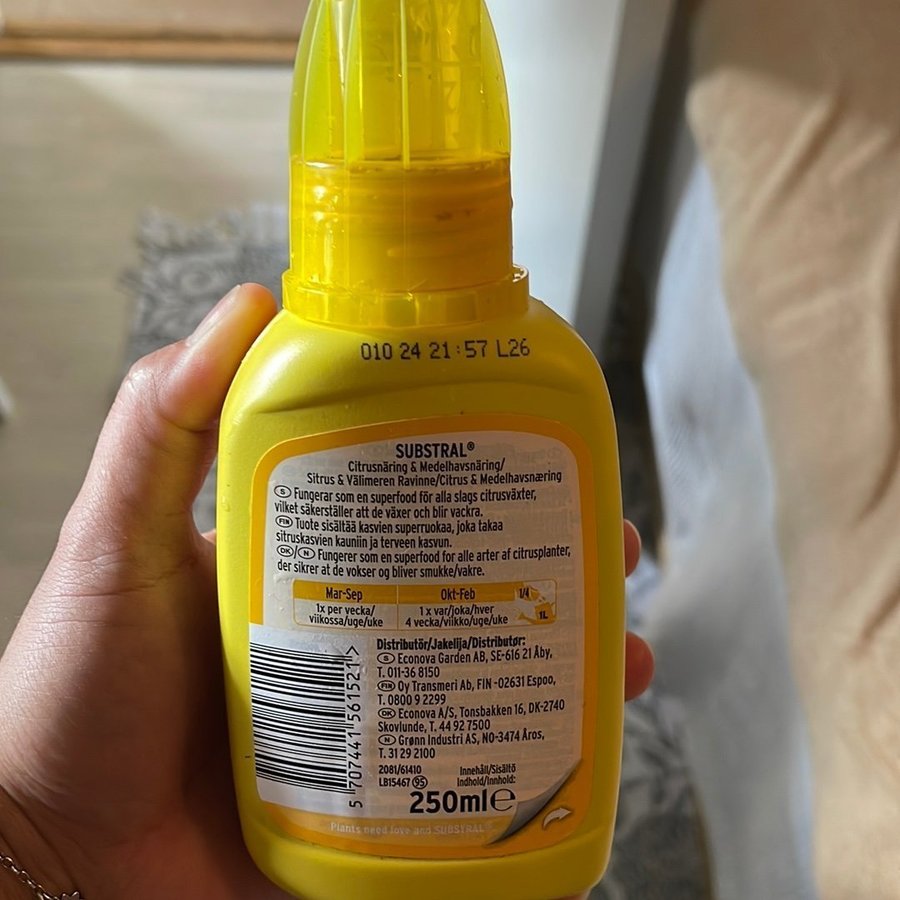 010 24 21:57 L26
SUBSTRAL®
Citrusnäring & Medelhavsnäring/
Sitrus & Välimeren Ravinne/Citrus & Medelhavsnæring
S Fungerar som en superfood för alla slags citrusväxter,
vilket säkerställer att de växer och blir vackra.
FIN Tuote sisältää kasvien superruokaa, joka takaa
sitruskasvien kauniin ja terveen kasvun.
DK/N Fungerer som en superfood for alle arter af citrusplanter,
der sikrer at de vokser og bliver smukke/vakre.
Mar-Sep Okt-Feb 1/4
1x per vecka/ 1 x var/joka/hver
viikossa/uge/uke 4 vecka/viikko/uge/uke 1L
Distributör/Jakelija/Distributør:
S Econova Garden AB, SE-616 21 Åby,
T. 011-36 8150
FIN Oy Transmeri Ab, FIN -02631 Espoo,
T. 0800 9 2299
DK Econova A/S, Tonsbakken 16, DK-2740
Skovlunde, T. 44 92 7500
N Grønn Industri AS, NO-3474 Åros,
T. 31 29 2100
5 707441 561521 >
2081/61410 Innehåll/Sisältö
LB15467 95 Indhold/Innhold:
250ml e
Plants need love and SUBSTRAL